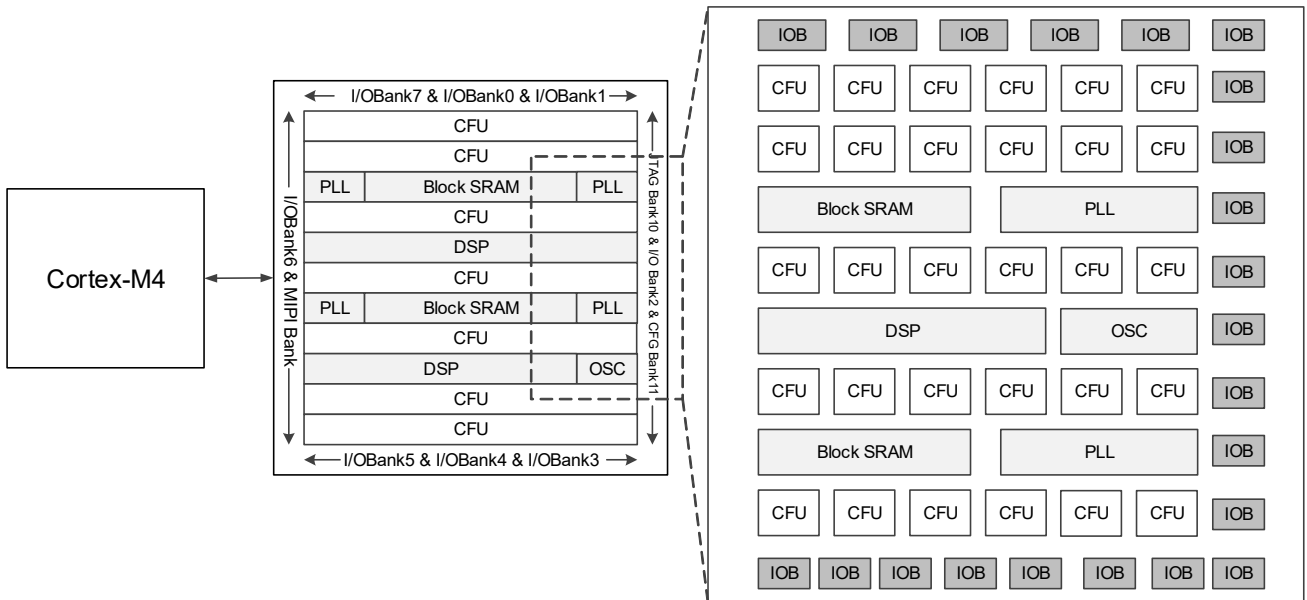 Cortex-M4
I/OBank7 & I/OBank0 & I/OBank1
I/OBank6 & MIPI Bank
CFU
CFU
PLL Block SRAM PLL
CFU
DSP
CFU
PLL Block SRAM PLL
CFU
DSP OSC
CFU
CFU
JTAG Bank10 & I/O Bank2 & CFG Bank11
I/OBank5 & I/OBank4 & I/OBank3
IOB IOB IOB IOB IOB IOB
CFU CFU CFU CFU CFU CFU IOB
CFU CFU CFU CFU CFU CFU IOB
Block SRAM PLL IOB
CFU CFU CFU CFU CFU CFU IOB
DSP OSC IOB
CFU CFU CFU CFU CFU CFU IOB
Block SRAM PLL IOB
CFU CFU CFU CFU CFU CFU IOB
IOB IOB IOB IOB IOB IOB IOB IOB